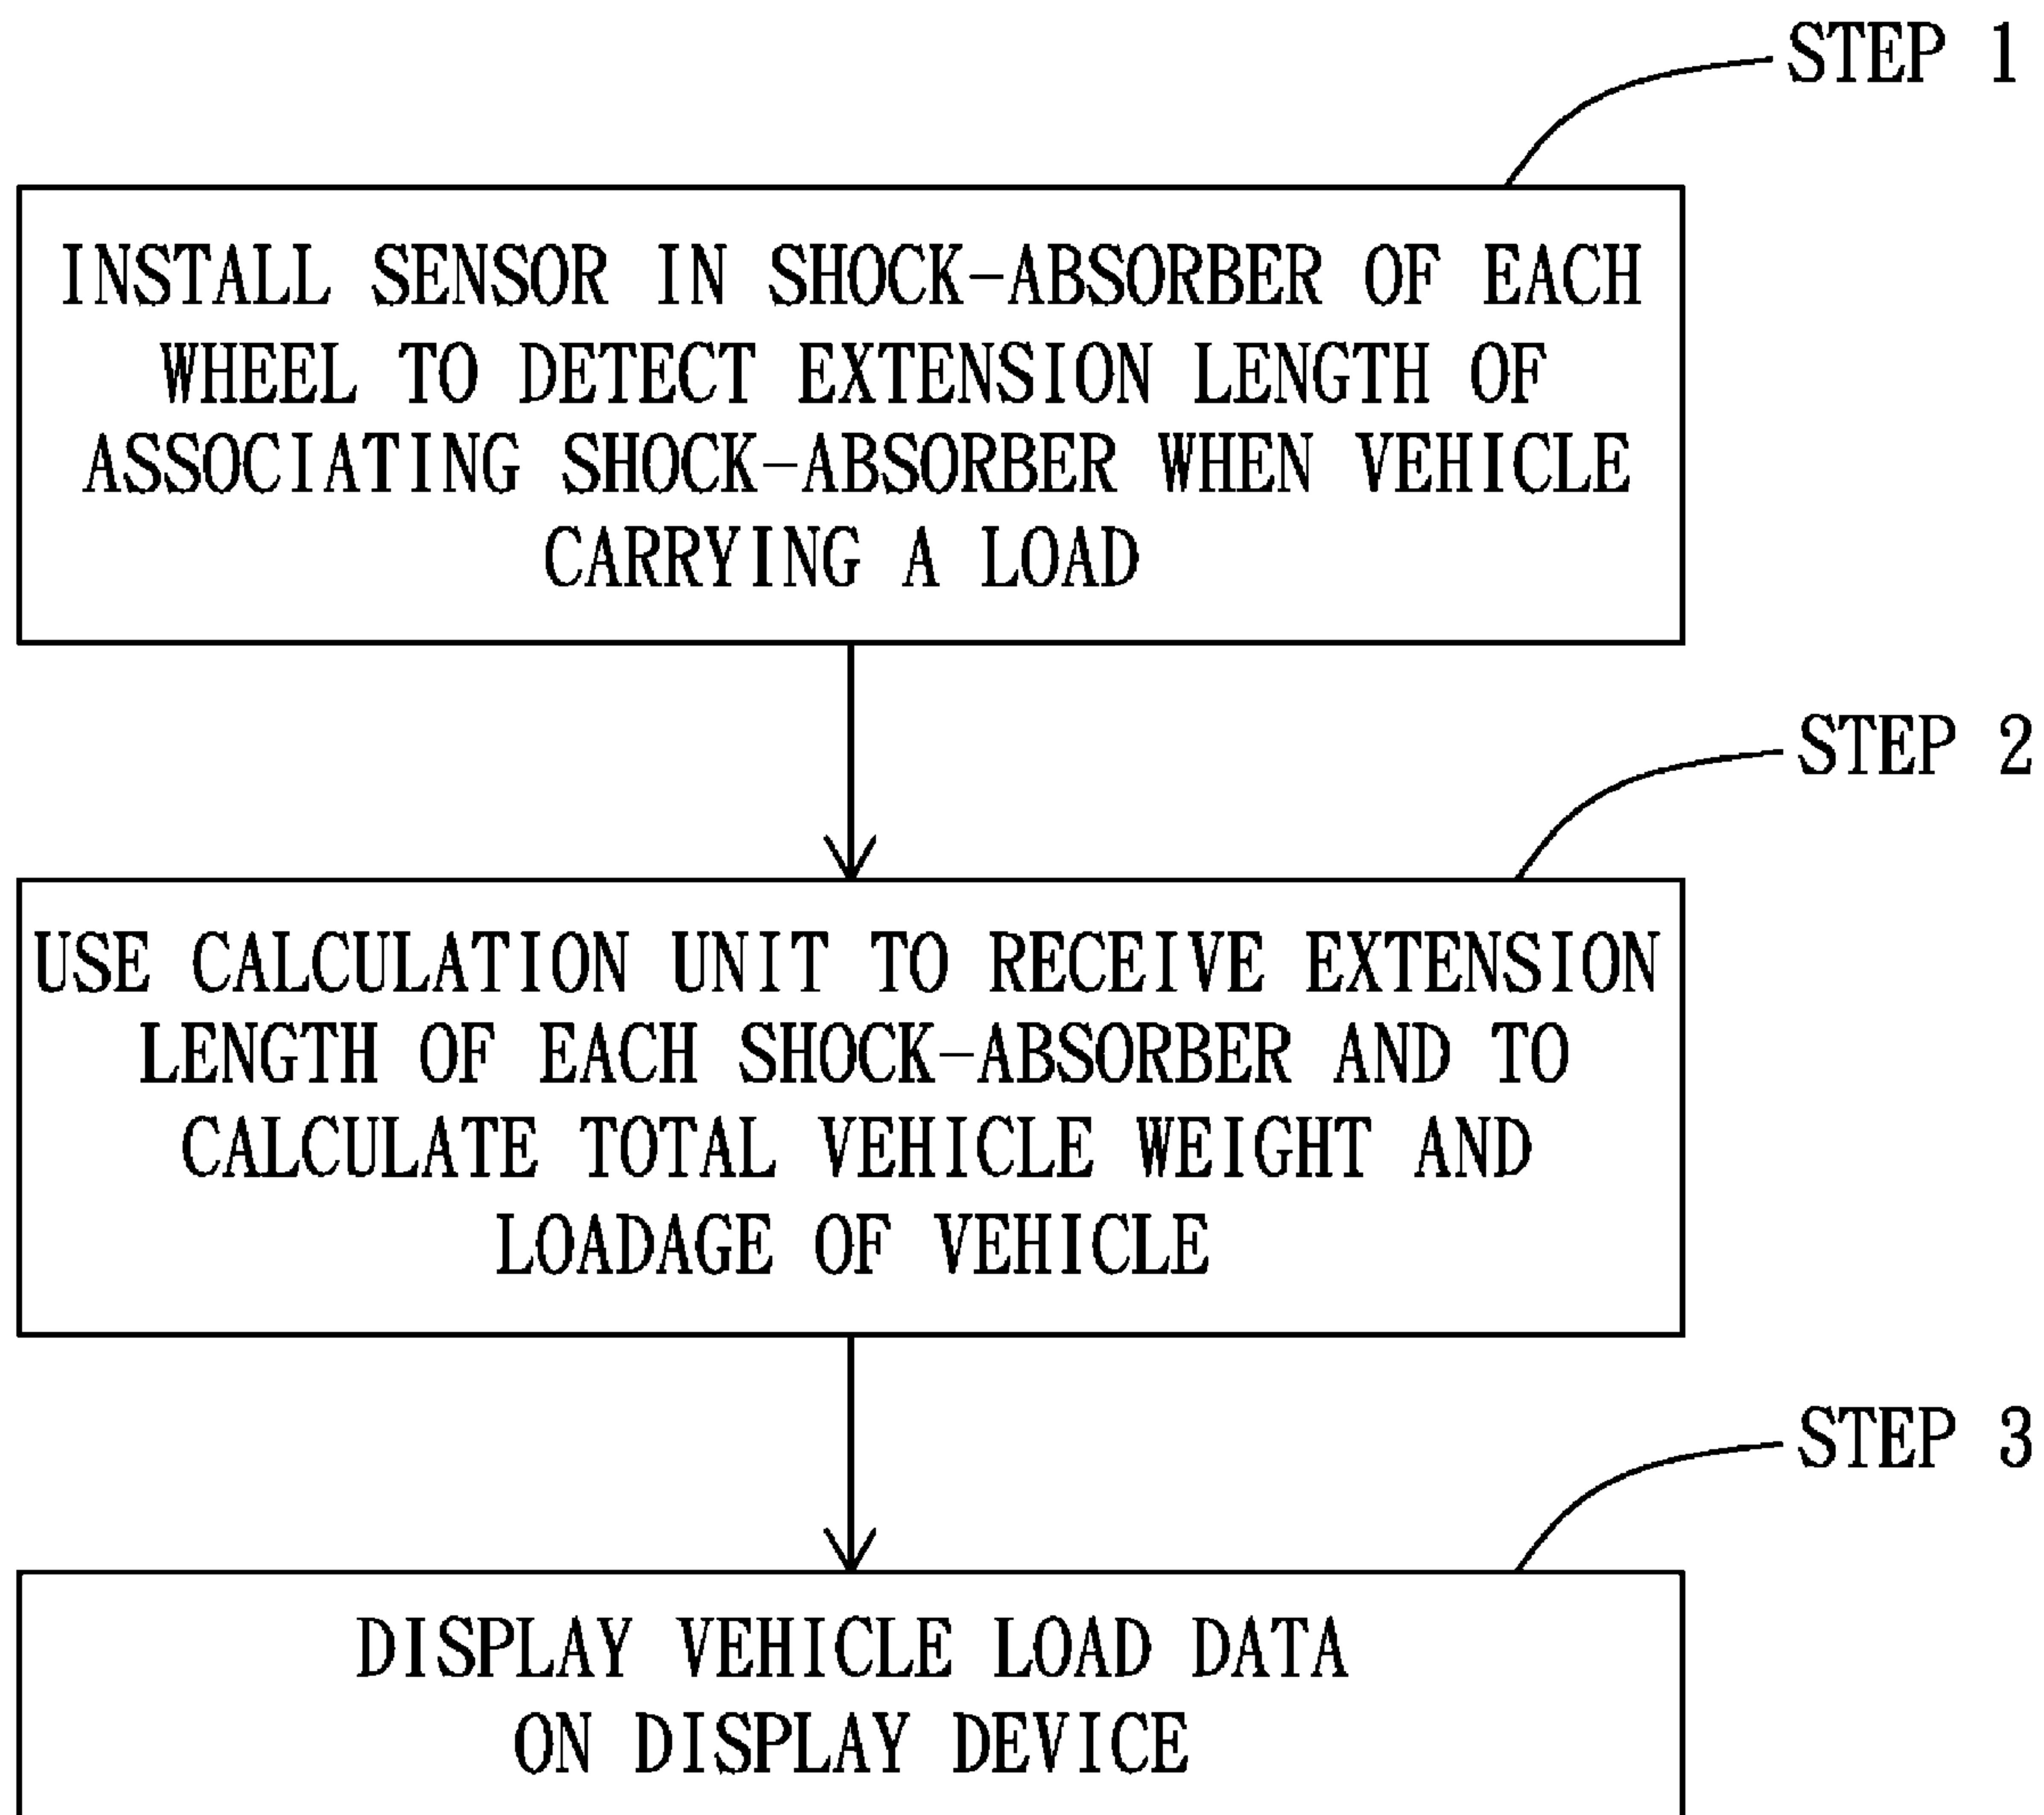 STEP 1
INSTALL SENSOR IN SHOCK-ABSORBER OF EACH
WHEEL TO DETECT EXTENSION LENGTH OF
ASSOCIATING SHOCK-ABSORBER WHEN VEHICLE
CARRYING A LOAD
STEP 2
USE CALCULATION UNIT TO RECEIVE EXTENSION
LENGTH OF EACH SHOCK-ABSORBER AND TO
CALCULATE TOTAL VEHICLE WEIGHT AND
LOADAGE OF VEHICLE
STEP 3
DISPLAY VEHICLE LOAD DATA
ON DISPLAY DEVICE